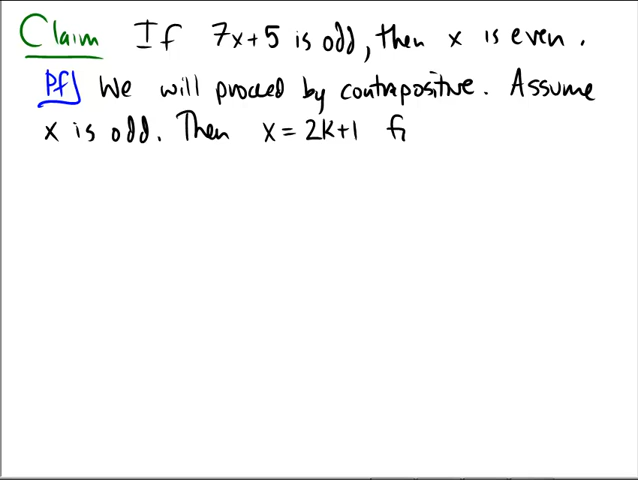 Claim If 7x+5 is odd, then x is even.
Pf) We will proceed by contrapositive. Assume
x is odd. Then x = 2k+1 f